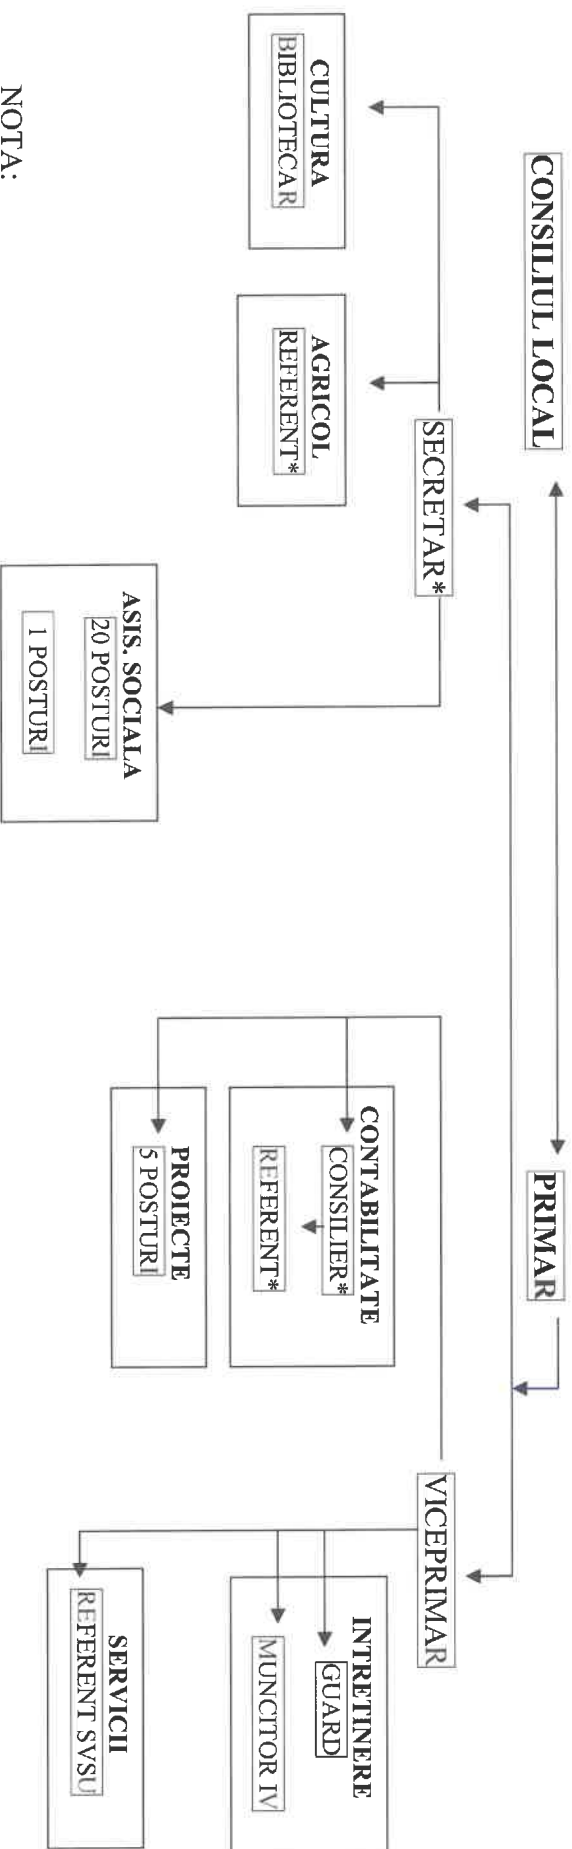 CONSILIUL LOCAL
PRIMAR
SECRETAR*
VICEPRIMAR
CULTURA
BIBLIOTECAR
AGRICOL
REFERENT*
ASIS. SOCIALA
20 POSTURI
1 POSTURI
CONTABILITATE
CONSILIER*
REFERENT*
PROIECTE
5 POSTURI
INTRETINERE
GUARD
MUNCITOR IV
SERVICII
REFERENT SVSU
NOTA: